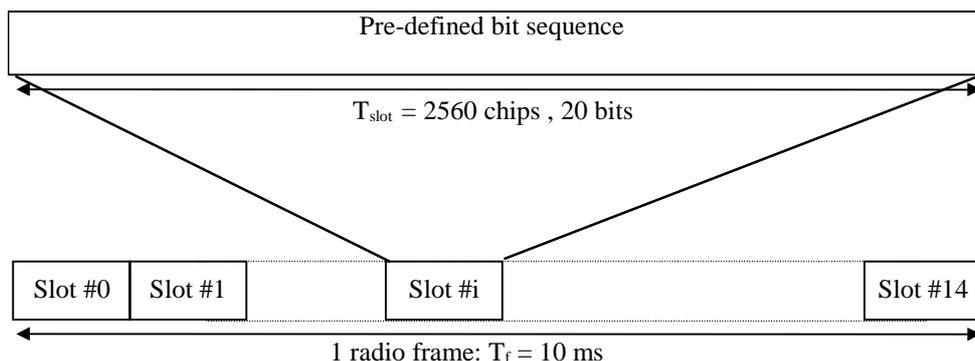 Pre-defined bit sequence
Tslot = 2560 chips , 20 bits
Slot #0 Slot #1 Slot #i Slot #14
1 radio frame: Tf = 10 ms